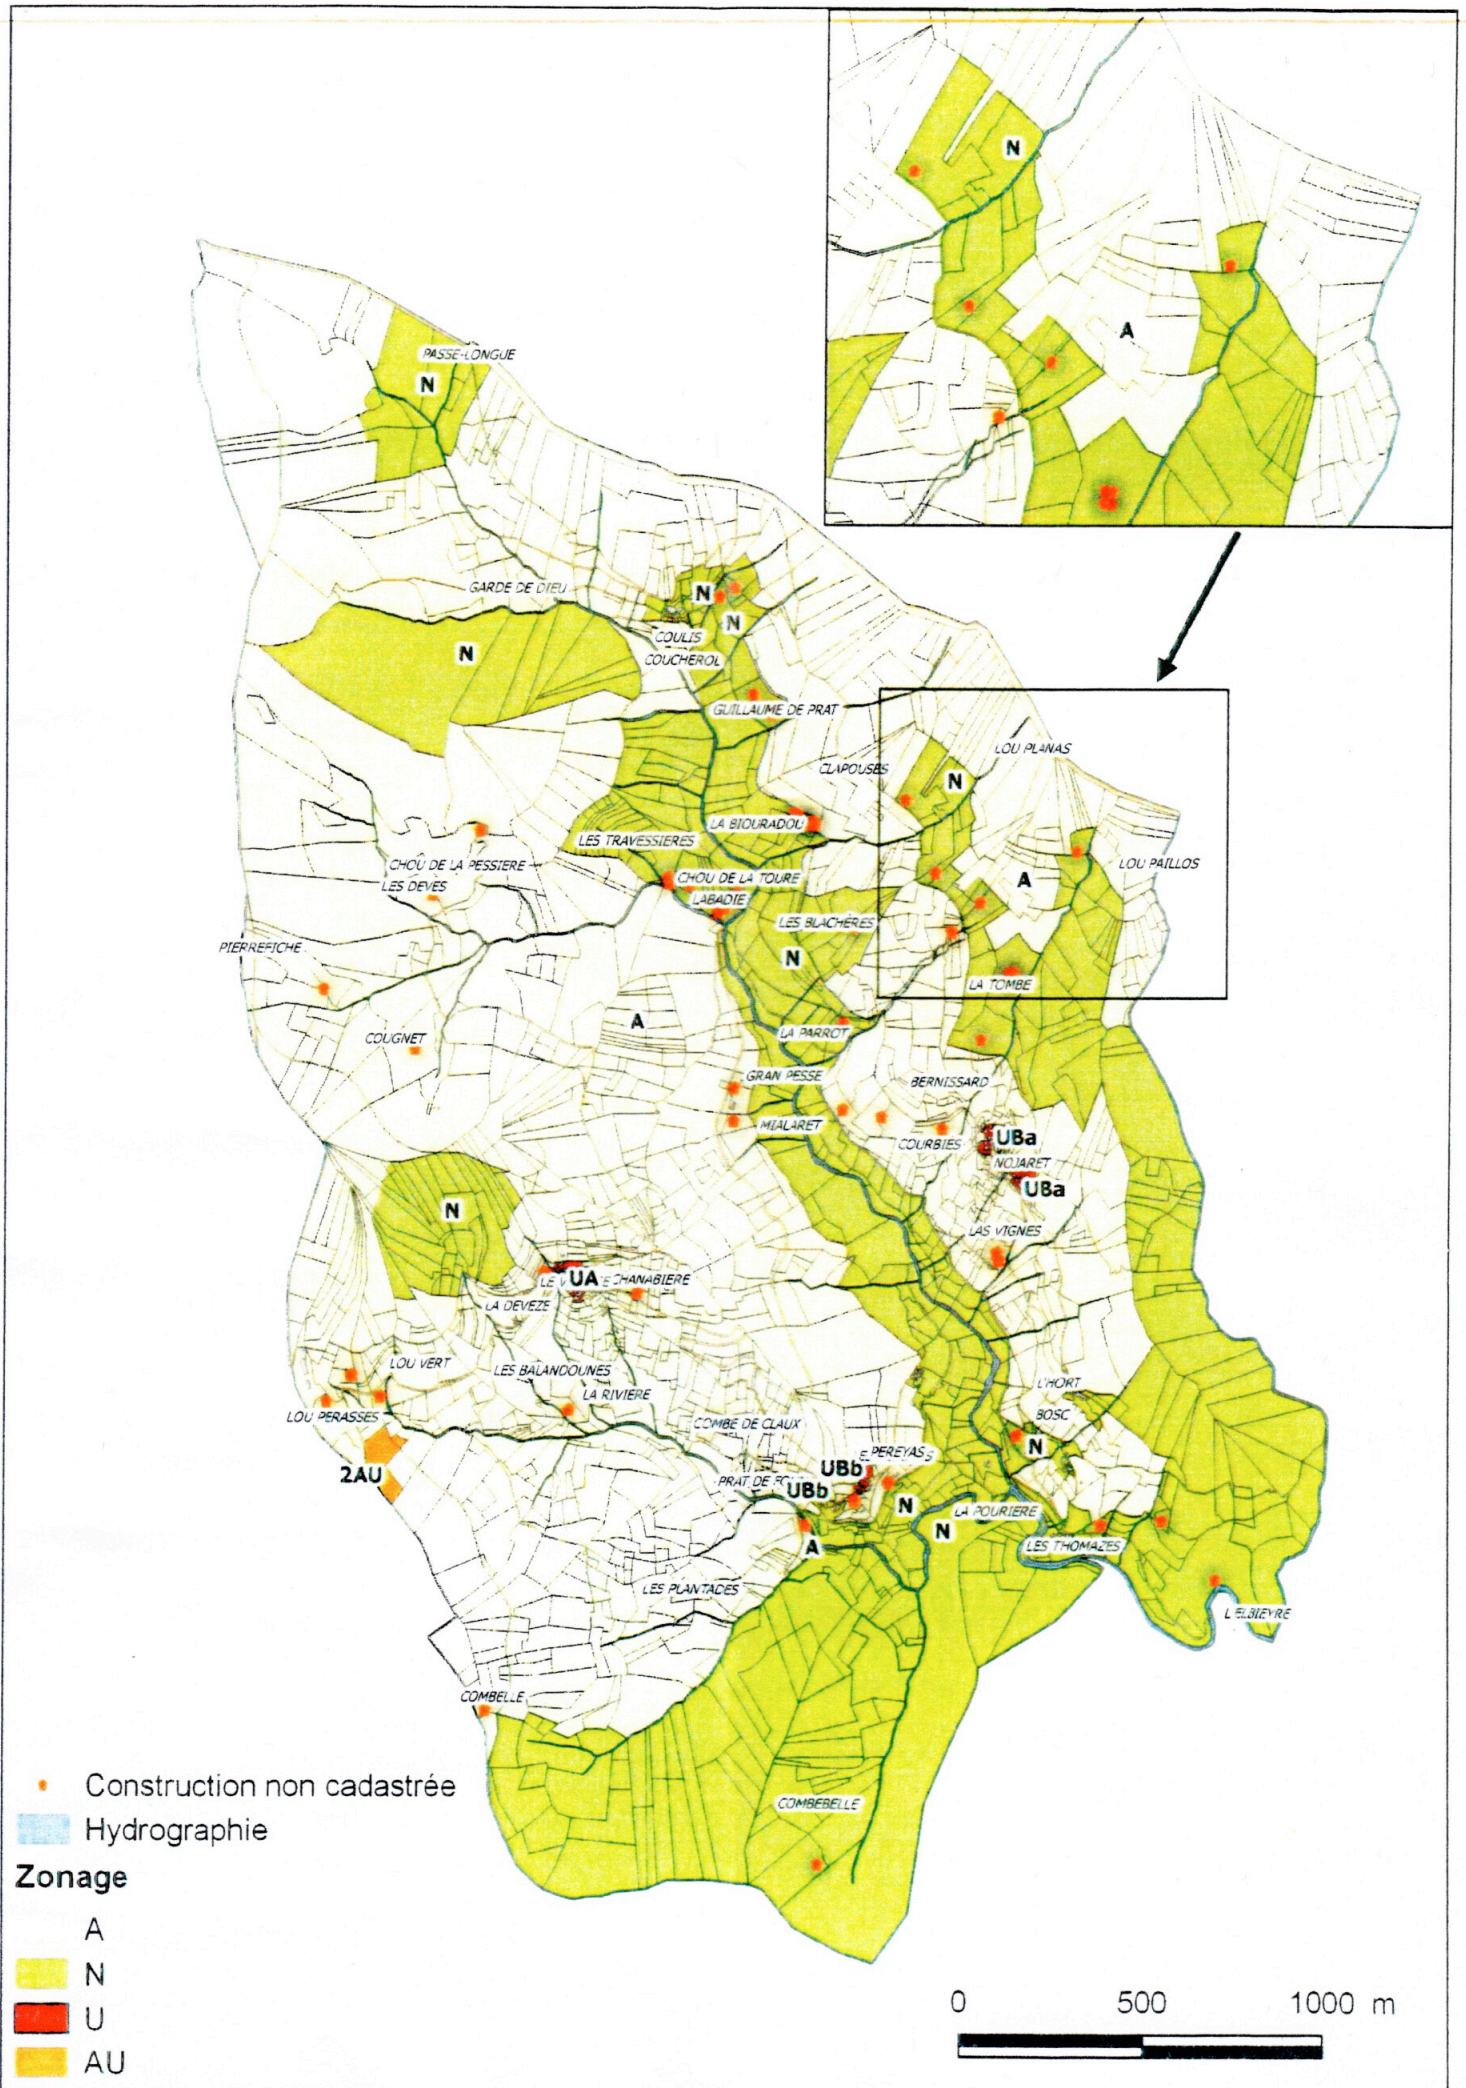 N
A
PASSE-LONGUE
N
GARDE DE DIEU
N
N
COULIS
COUCHEROL
N
GUILLAUME DE PRAT
LOU PLANAS
CLAPOUSES
N
LA BIOURADOU
LES TRAVESSIERES
LOU PAILLOS
CHOU DE LA PESSIERE
CHOU DE LA TOURE
A
LES DEVES
LABADIE
LES BLACHÈRES
PIERREFICHE
N
LA TOMBE
A
COUGNET
LA PARROT
GRAN PESSE
BERNISSARD
MIALARET
COURBIES
UBa
NOJARET
UBa
N
LAS VIGNES
UA
CHANABIERE
LA DEVEZE
LOU VERT
LES BALANDOUNES
L'HORT
LA RIVIERE
LOU PERASSES
COMBE DE CLAUX
BOSC
N
PEREYAS
2AU
UBb
PRAT DE
UBb
N
LA POURIERE
N
A
LES THOMAZES
LES PLANTADES
L'ELBIEYRE
COMBELLE
COMBEBELLE
Construction non cadastrée
Hydrographie
Zonage
A
N
U
AU
0 500 1000 m